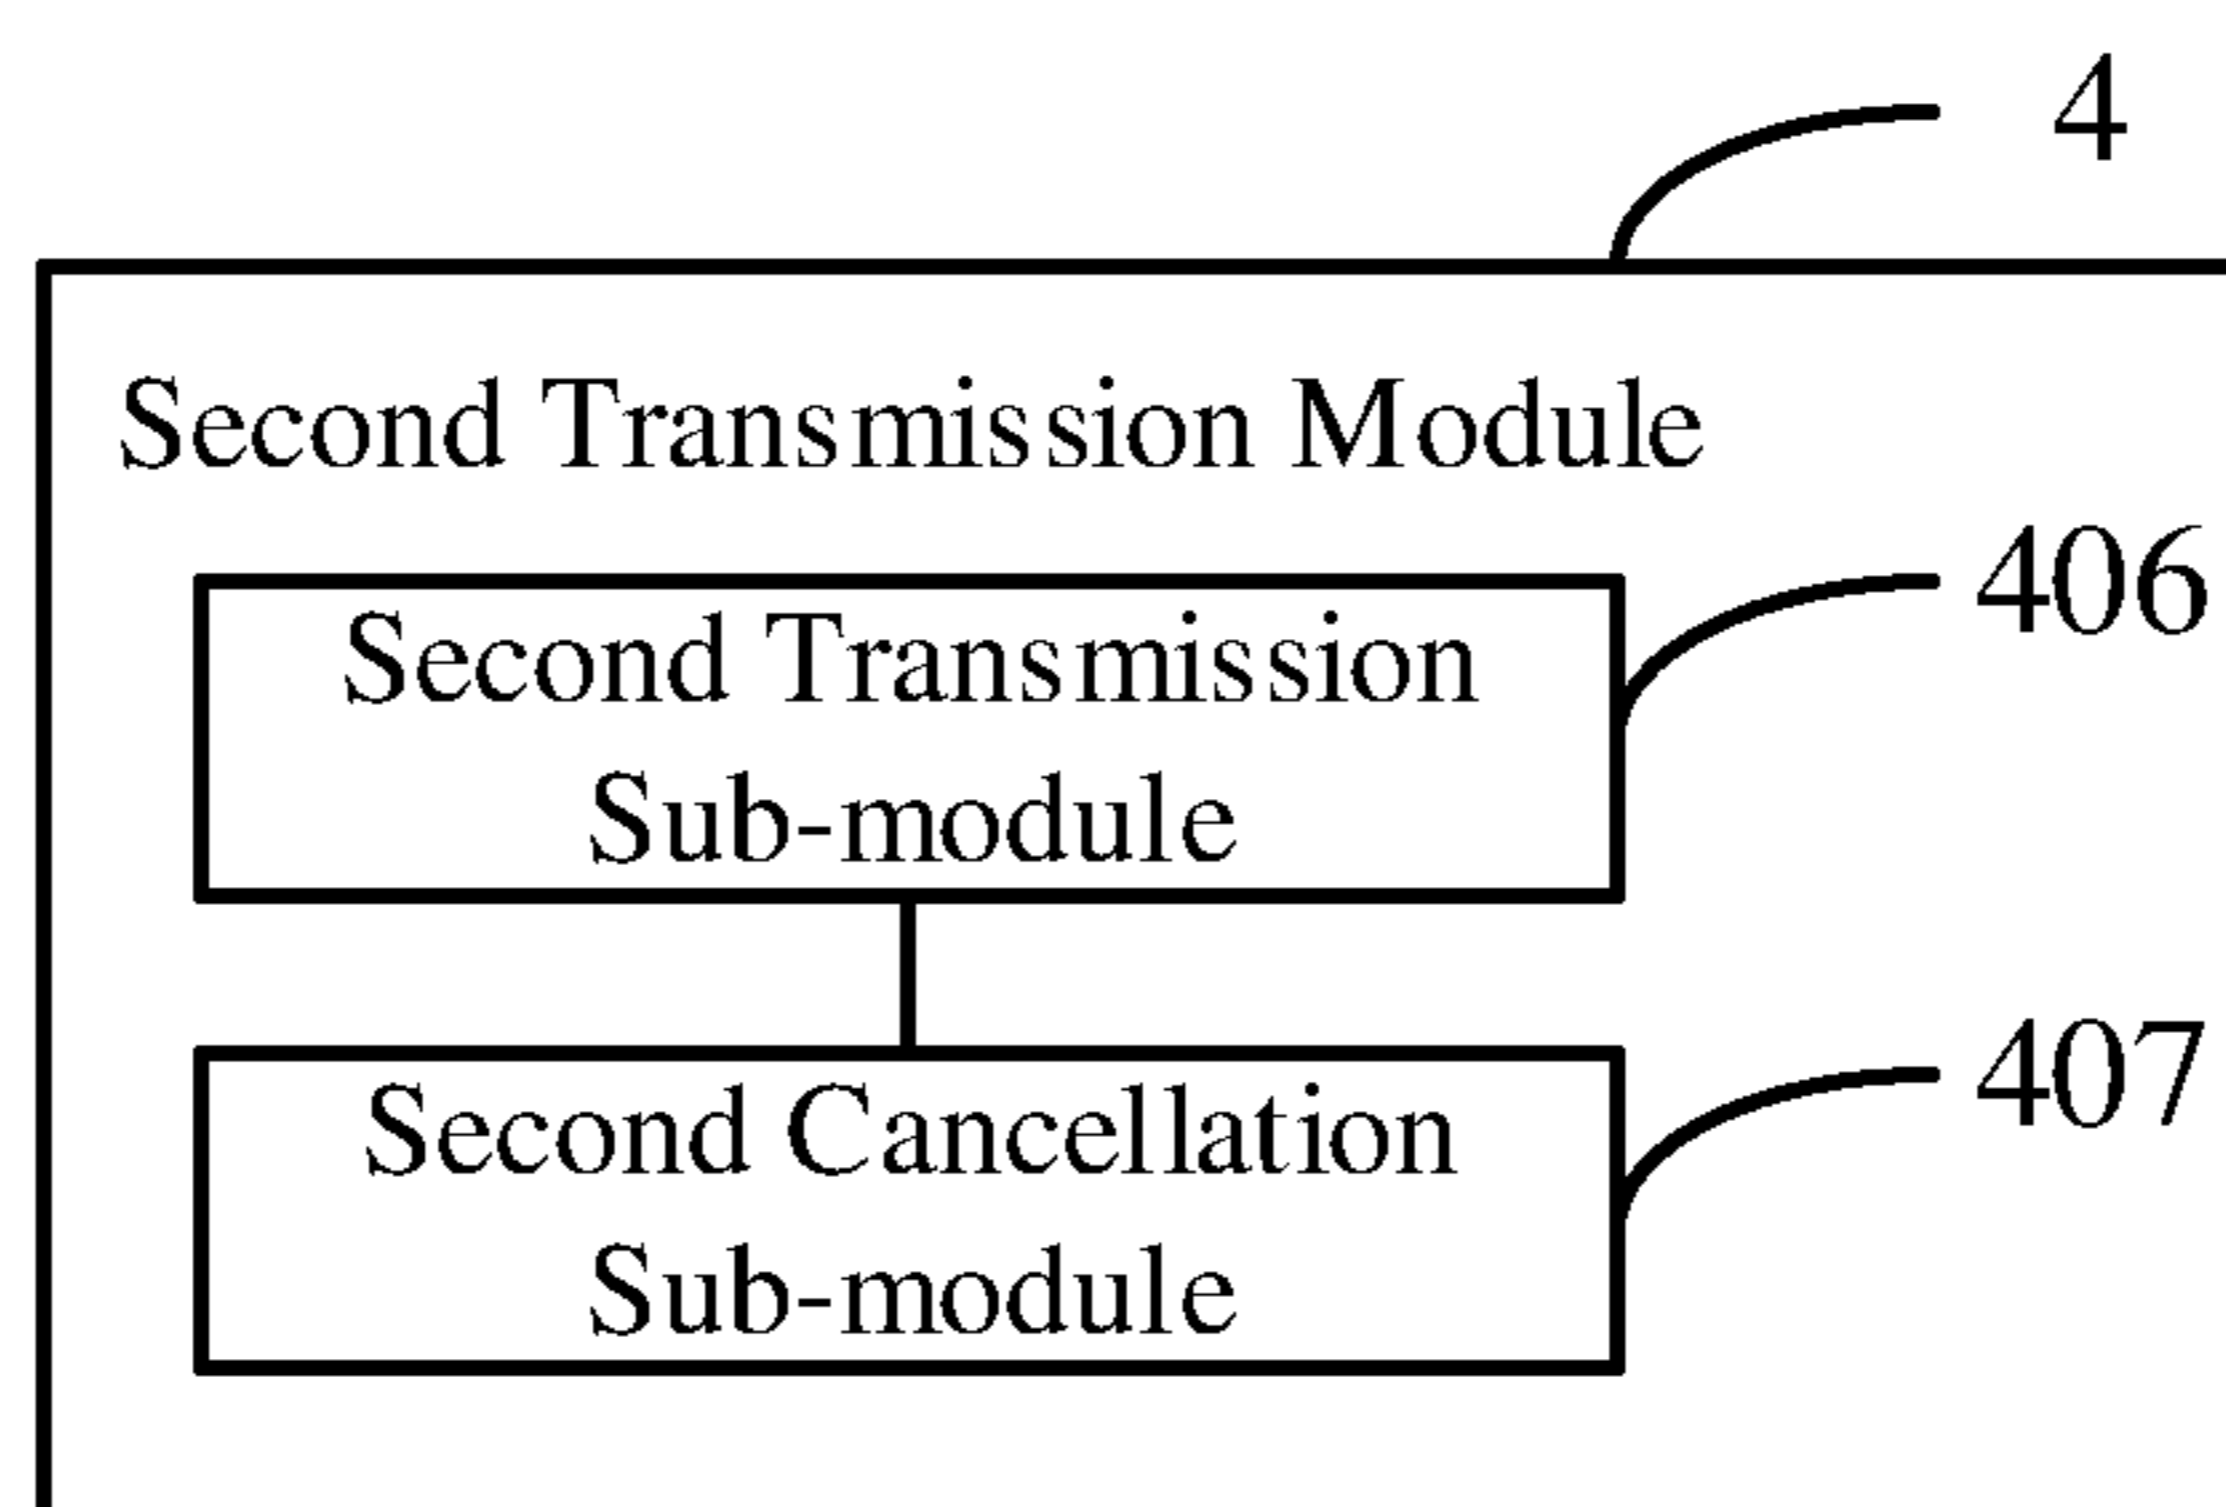 4
Second Transmission Module
406
Second Transmission
Sub-module
407
Second Cancellation
Sub-module